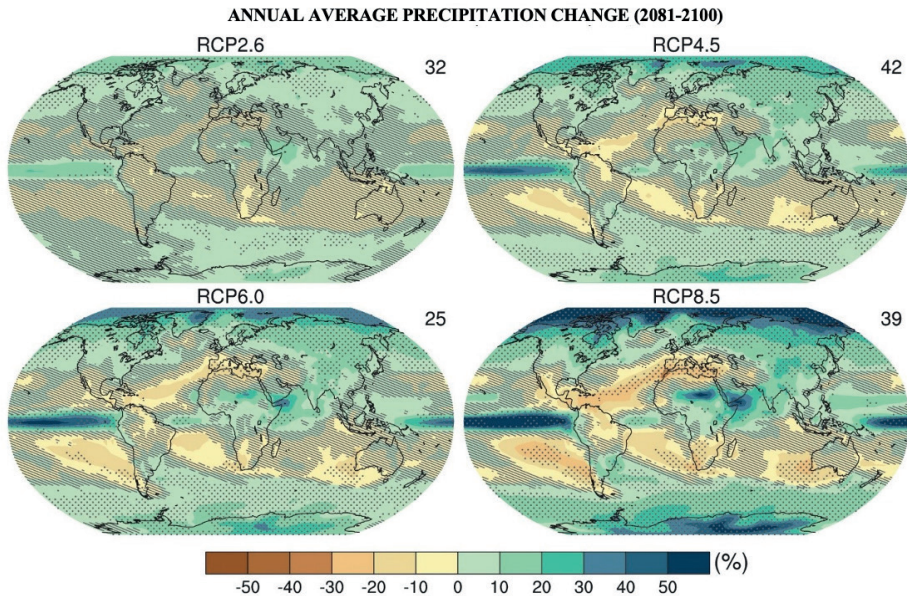 ANNUAL AVERAGE PRECIPITATION CHANGE (2081-2100)
RCP2.6
32
RCP4.5
42
RCP6.0
25
RCP8.5
39
(%)
-50 -40 -30 -20 -10 0 10 20 30 40 50